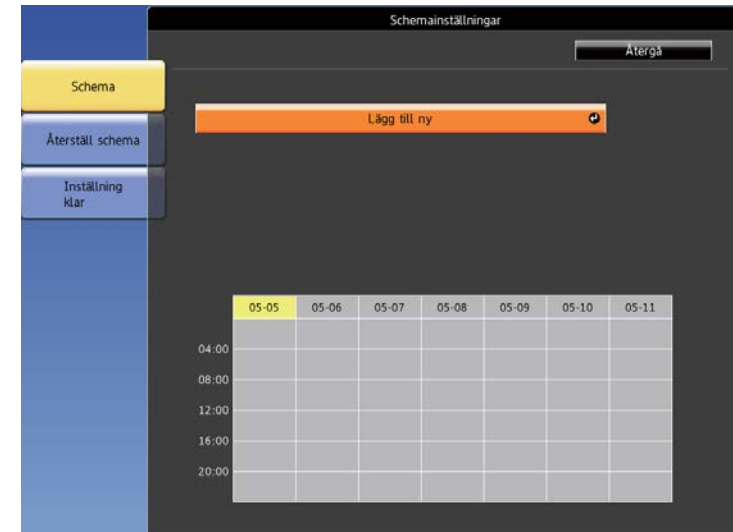 Schemainställningar
Återgå
Schema
Lägg till ny
Återställ schema
Inställning
klar
05-05 05-06 05-07 05-08 05-09 05-10 05-11
04:00
08:00
12:00
16:00
20:00